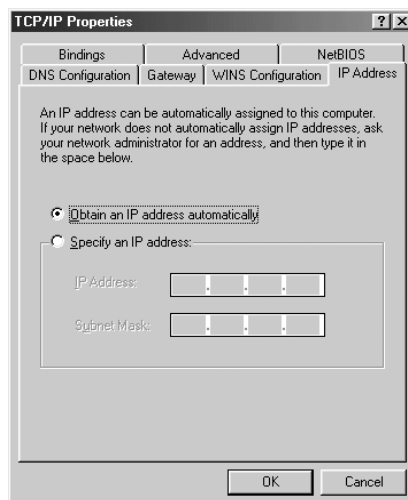 TCP/IP Properties
Bindings Advanced NetBIOS
DNS Configuration Gateway WINS Configuration IP Address
An IP address can be automatically assigned to this computer.
If your network does not automatically assign IP addresses, ask
your network administrator for an address, and then type it in
the space below.
Obtain an IP address automatically
Specify an IP address:
IP Address:
Subnet Mask:
OK Cancel